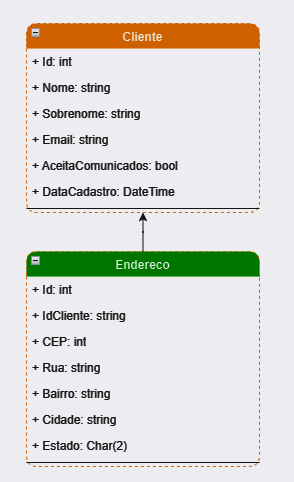 Cliente
+ Id: int
+ Nome: string
+ Sobrenome: string
+ Email: string
+ AceitaComunicados: bool
+ DataCadastro: DateTime
Endereco
+ Id: int
+ IdCliente: string
+ CEP: int
+ Rua: string
+ Bairro: string
+ Cidade: string
+ Estado: Char(2)